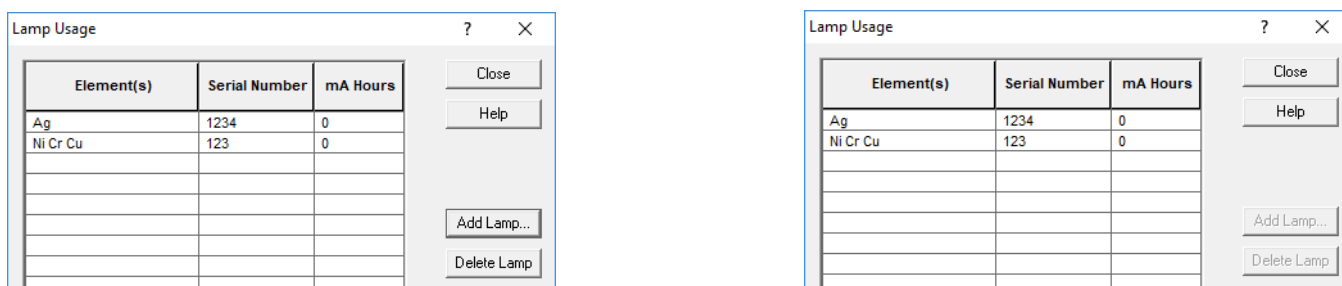 Lamp Usage ? ×
Element(s) Serial Number mA Hours Close
Help
Ag 1234 0
Ni Cr Cu 123 0
Add Lamp...
Delete Lamp
Lamp Usage ? ×
Element(s) Serial Number mA Hours Close
Help
Ag 1234 0
Ni Cr Cu 123 0
Add Lamp...
Delete Lamp